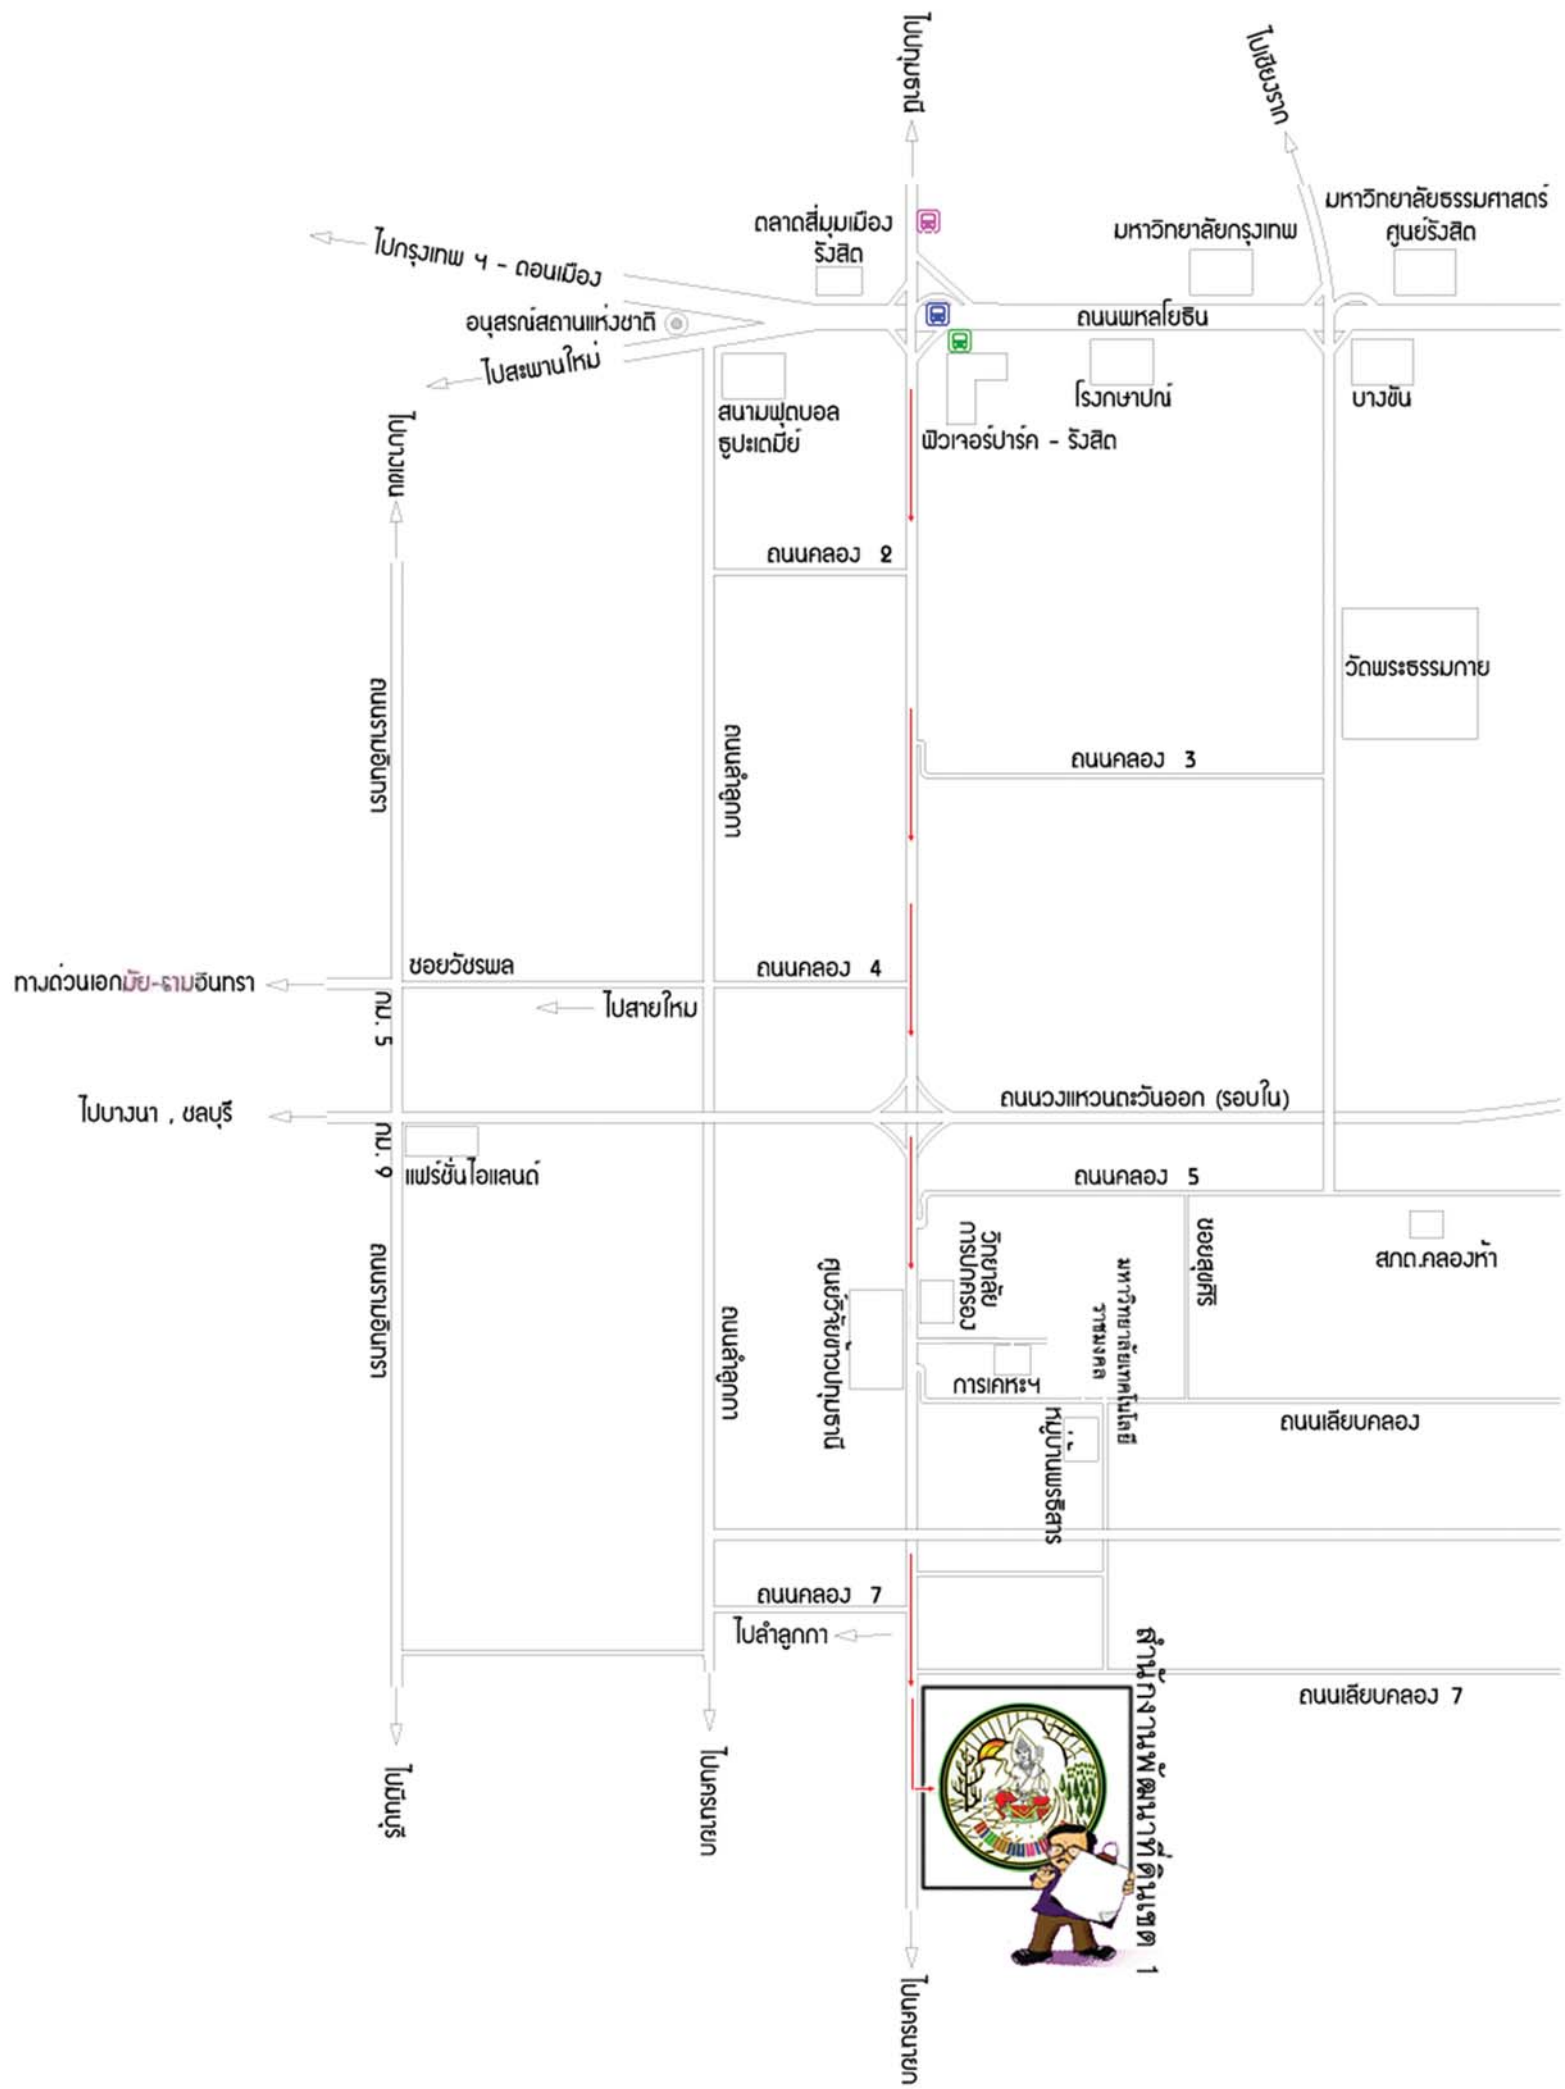 ไปปทุมธานี
ไปเชียงราก
มหาวิทยาลัยธรรมศาสตร์
ศูนย์รังสิต
ตลาดสี่มุมเมือง
รังสิต
มหาวิทยาลัยกรุงเทพ
ไปกรุงเทพ ฯ - ดอนเมือง
อนุสรณ์สถานแห่งชาติ
ถนนพหลโยธิน
ไปสะพานใหม่
สนามฟุตบอล
ธูปะเตมีย์
ฟิวเจอร์ปาร์ค - รังสิต
โรงกษาปณ์
บางขัน
ไปบางเขน
ถนนคลอง 2
วัดพระธรรมกาย
ถนนรามอินทรา
ถนนลำลูกกา
ถนนคลอง 3
ซอยวัชรพล
ถนนคลอง 4
ทางด่วนเอกมัย-รามอินทรา
กม. 5
ไปสายไหม
ถนนวงแหวนตะวันออก (รอบใน)
ไปบางนา , ชลบุรี
กม. 9
แฟร์ชั่นไอแลนด์
ถนนคลอง 5
ซอยสุขศิริ
สภต.คลองห้า
วิทยาลัย
การปกครอง
ถนนรามอินทรา
ถนนลำลูกกา
ศูนย์วิจัยข้าวปทุมธานี
มหาวิทยาลัยเทคโนโลยี
ราชมงคล
การเคหะฯ
หมู่บ้านพรธิสาร
ถนนเลียบคลอง
ถนนคลอง 7
ไปลำลูกกา
สำนักงานพัฒนาที่ดินเขต 1
ถนนเลียบคลอง 7
ไปมีนบุรี
ไปนครนายก
ไปนครนายก